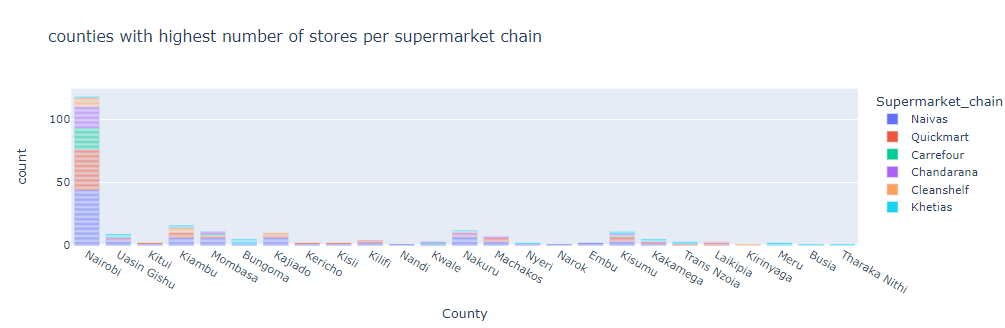 counties with highest number of stores per supermarket chain
Supermarket_chain
Naivas
Quickmart
Carrefour
Chandarana
Cleanshelf
Khetias
count
100
50
0
Nairobi
Uasin Gishu
Kitui
Kiambu
Mombasa
Bungoma
Kajiado
Kericho
Kisii
Kilifi
Nandi
Kwale
Nakuru
Machakos
Nyeri
Narok
Embu
Kisumu
Kakamega
Trans Nzoia
Laikipia
Kirinyaga
Meru
Busia
Tharaka Nithi
County